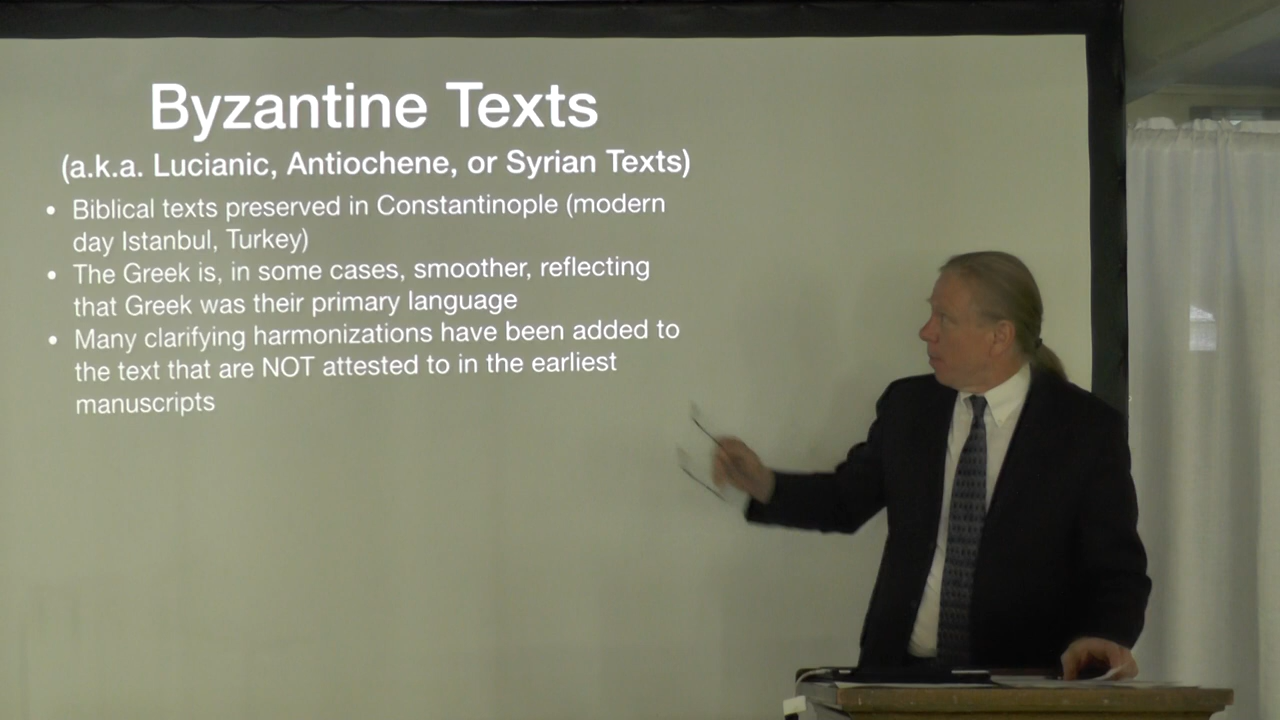 Byzantine Texts
(a.k.a. Lucianic, Antiochene, or Syrian Texts)
• Biblical texts preserved in Constantinople (modern
day Istanbul, Turkey)
• The Greek is, in some cases, smoother, reflecting
that Greek was their primary language
• Many clarifying harmonizations have been added to
the text that are NOT attested to in the earliest
manuscripts